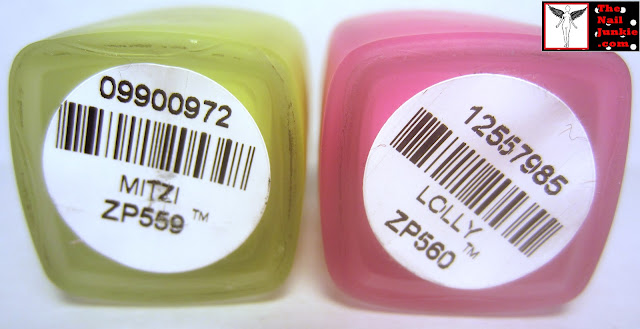 09900972
MITZI
ZP559 ™
12557985
LOLLY
ZP560 ™
The
Nail
Junkie
.com